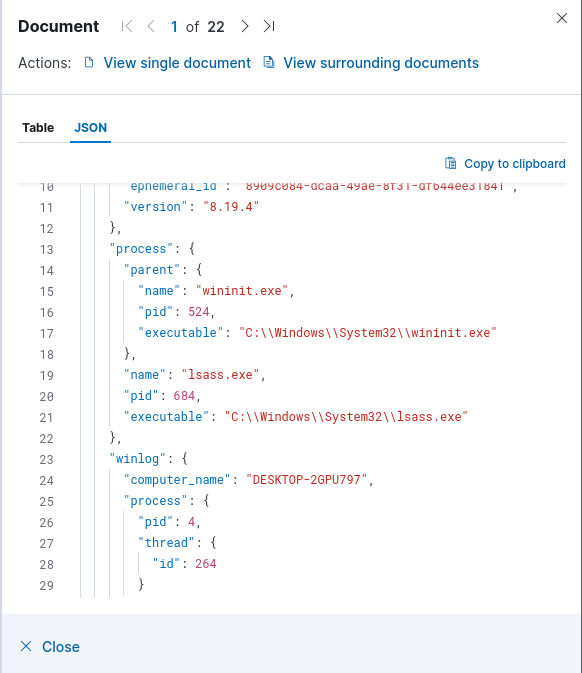 Document 1 of 22
Actions: View single document View surrounding documents
Table JSON
Copy to clipboard
10 "ephemeral_id": "8909c084-dcaa-49ae-8f31-df644ee31841",
11 "version": "8.19.4"
12 },
13 "process": {
14 "parent": {
15 "name": "wininit.exe",
16 "pid": 524,
17 "executable": "C:\\Windows\\System32\\wininit.exe"
18 },
19 "name": "lsass.exe",
20 "pid": 684,
21 "executable": "C:\\Windows\\System32\\lsass.exe"
22 },
23 "winlog": {
24 "computer_name": "DESKTOP-2GPU797",
25 "process": {
26 "pid": 4,
27 "thread": {
28 "id": 264
29 }
Close